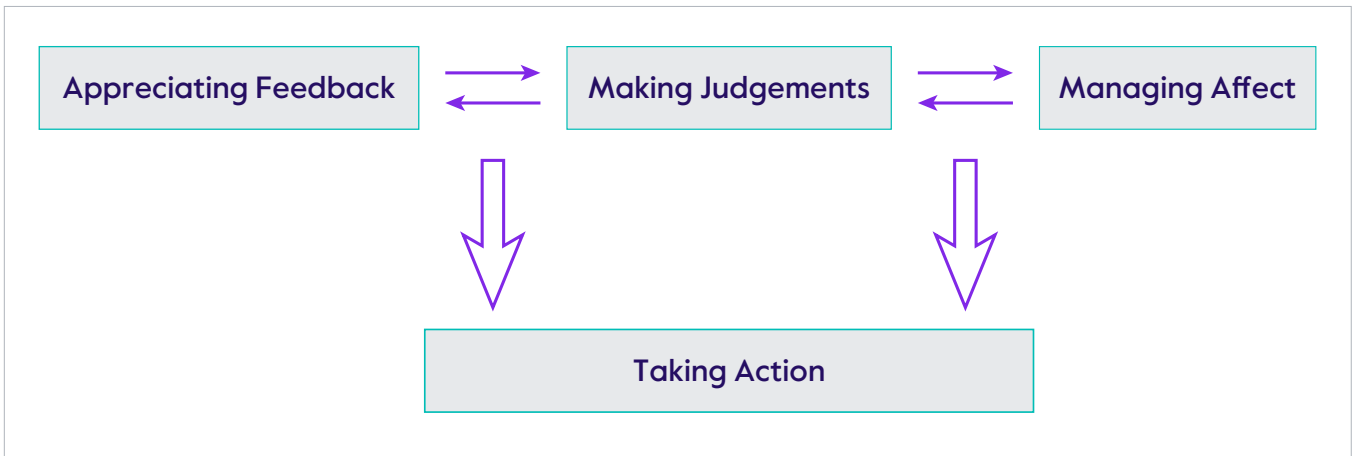 Appreciating Feedback
Making Judgements
Managing Affect
Taking Action